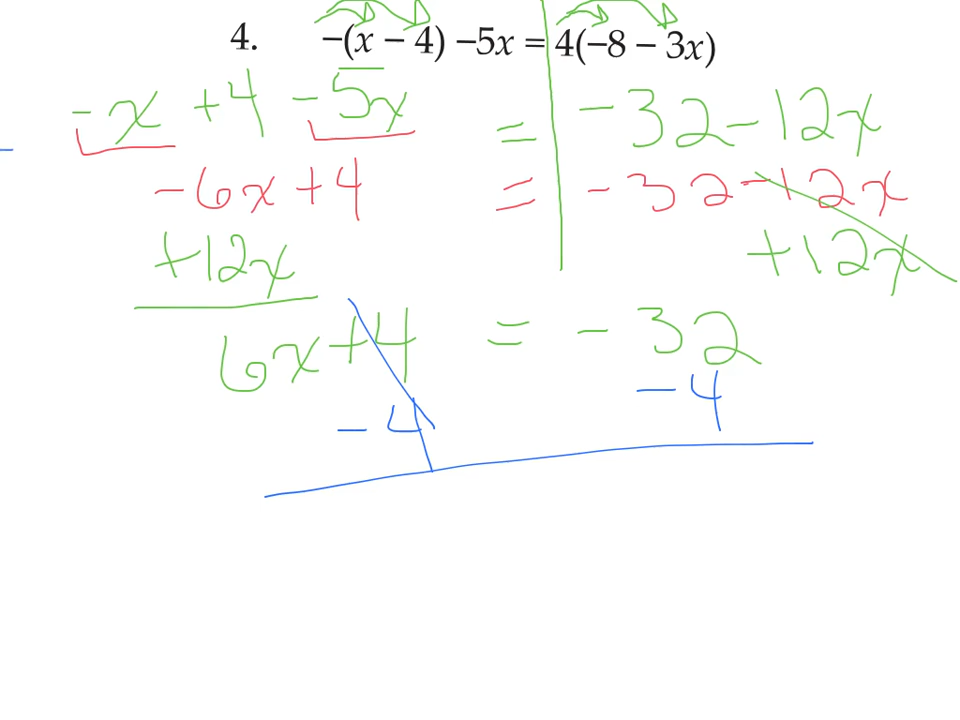 4. -(x - 4) -5x = 4(-8 - 3x)
-x +4 -5x = -32-12x
-6x +4 = -32-12x
+12x +12x
6x +4 = -32
-4 -4